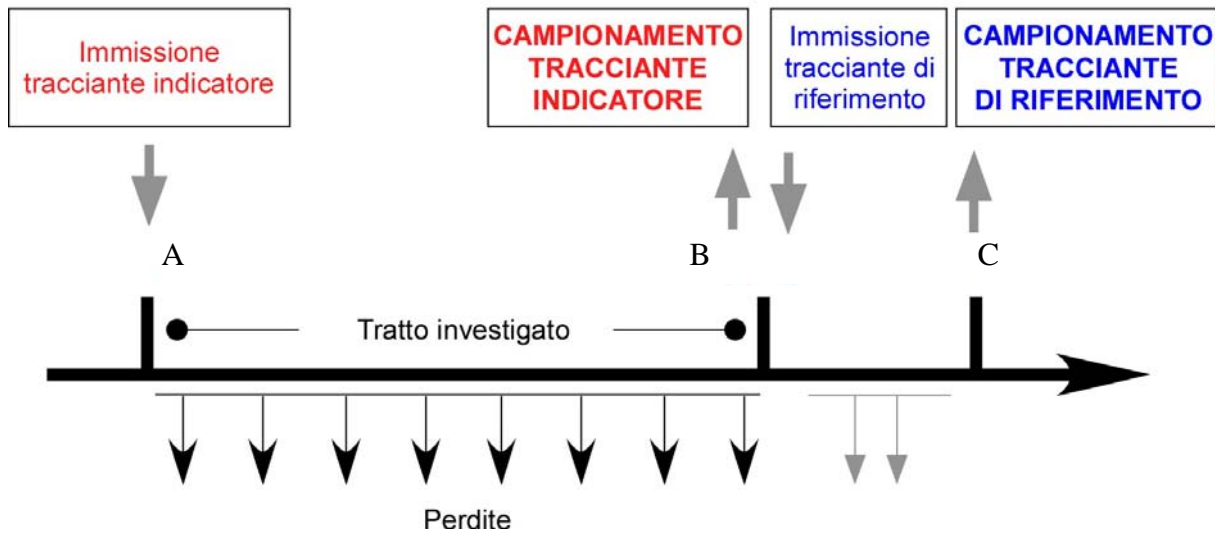 Immissione
tracciante indicatore
CAMPIONAMENTO
TRACCIANTE
INDICATORE
Immissione
tracciante di
riferimento
CAMPIONAMENTO
TRACCIANTE
DI RIFERIMENTO
A
B
C
Tratto investigato
Perdite